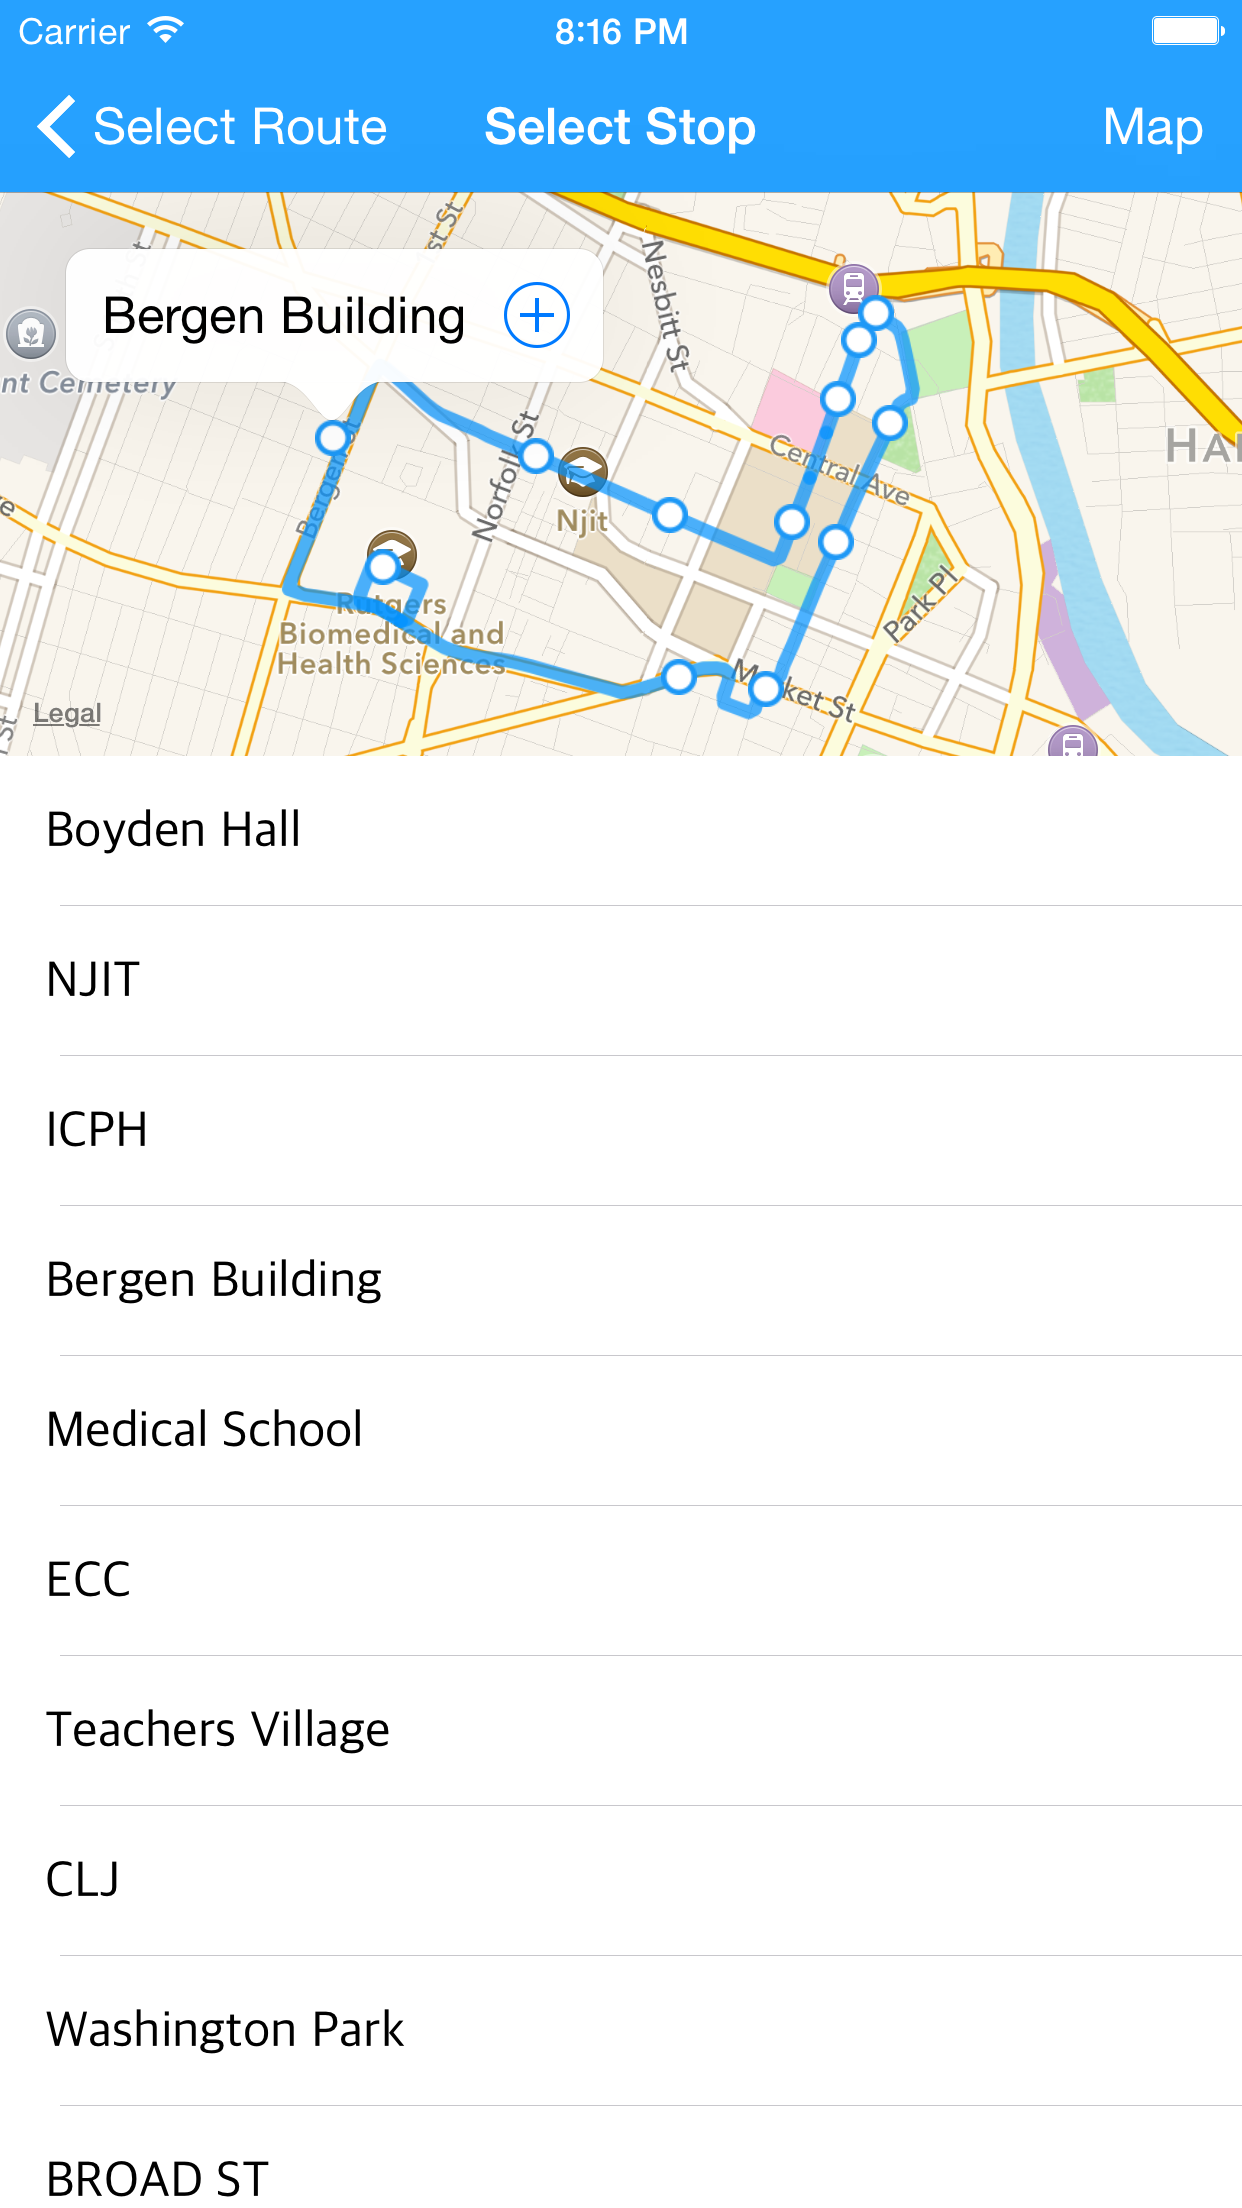 Carrier 8:16 PM
Select Route Select Stop Map
st St
Nesbitt St
Bergen Building
nt Cemetery
Norfolk St
Central Ave
HA
Bergen St
Njit
Park Pl
Rutgers
Biomedical and
Health Sciences
Market St
Legal
Boyden Hall
NJIT
ICPH
Bergen Building
Medical School
ECC
Teachers Village
CLJ
Washington Park
BROAD ST